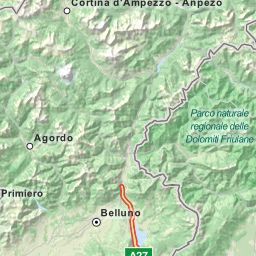 Cortina d'Ampezzo - Anpezo
Parco naturale
regionale delle
Dolomiti Friulane
Agordo
Primiero
Belluno
A27